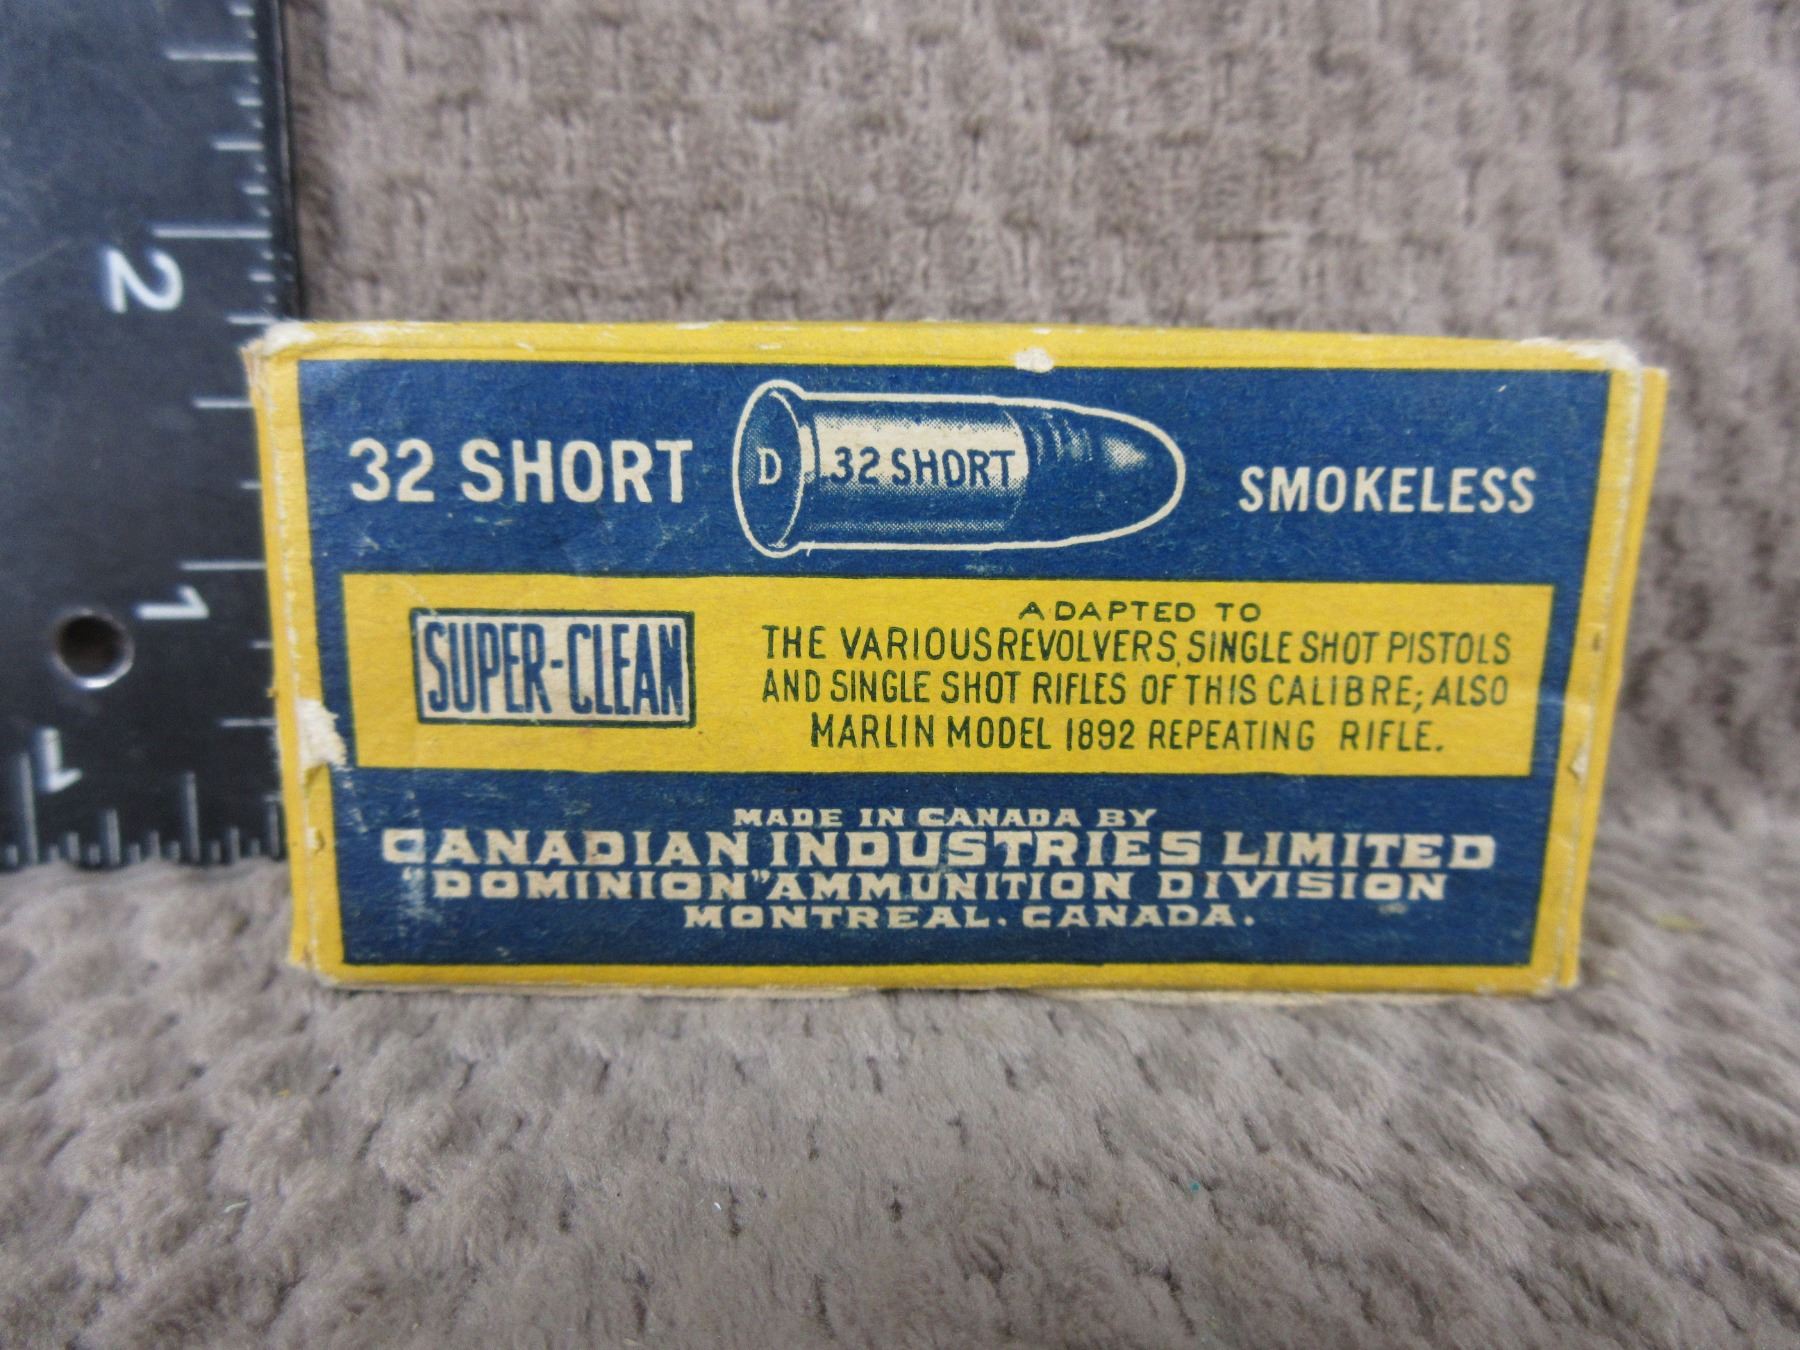 2
1
1
32 SHORT
D
32 SHORT
SMOKELESS
SUPER-CLEAN
ADAPTED TO
THE VARIOUS REVOLVERS, SINGLE SHOT PISTOLS
AND SINGLE SHOT RIFLES OF THIS CALIBRE; ALSO
MARLIN MODEL 1892 REPEATING RIFLE.
MADE IN CANADA BY
CANADIAN INDUSTRIES LIMITED
"DOMINION" AMMUNITION DIVISION
MONTREAL. CANADA.